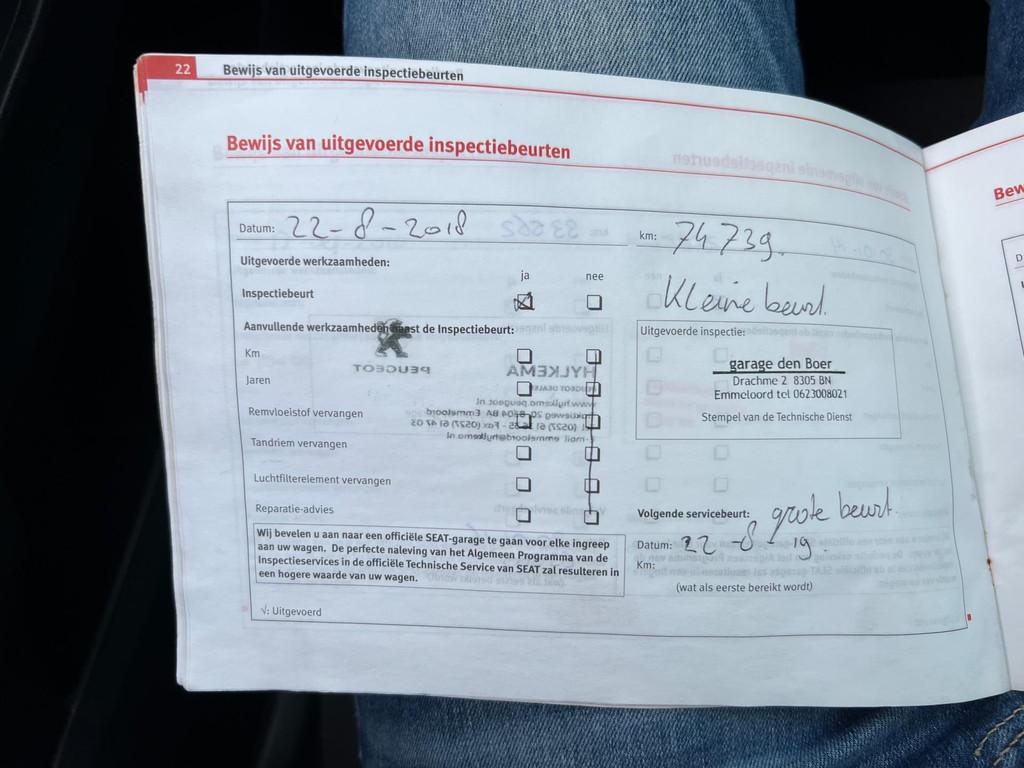 22 Bewijs van uitgevoerde inspectiebeurten
Bewijs van uitgevoerde inspectiebeurten
Datum: 22-8-2018 km: 74739.
Uitgevoerde werkzaamheden:
ja nee
Inspectiebeurt
Kleine beurt.
Aanvullende werkzaamheden naast de Inspectiebeurt:
Km
Jaren
Remvloeistof vervangen
Tandriem vervangen
Luchtfilterelement vervangen
Reparatie-advies
Uitgevoerde inspectie:
garage den Boer
Drachme 2 8305 BN
Emmeloord tel 0623008021
Stempel van de Technische Dienst
PEUGEOT
HYLKEMA
Wij bevelen u aan naar een officiële SEAT-garage te gaan voor elke ingreep
aan uw wagen. De perfecte naleving van het Algemeen Programma van de
Inspectieservices in de officiële Technische Service van SEAT zal resulteren in
een hogere waarde van uw wagen.
√: Uitgevoerd
Volgende servicebeurt: grote beurt.
Datum: 22-8-19.
Km:
(wat als eerste bereikt wordt)
Bew